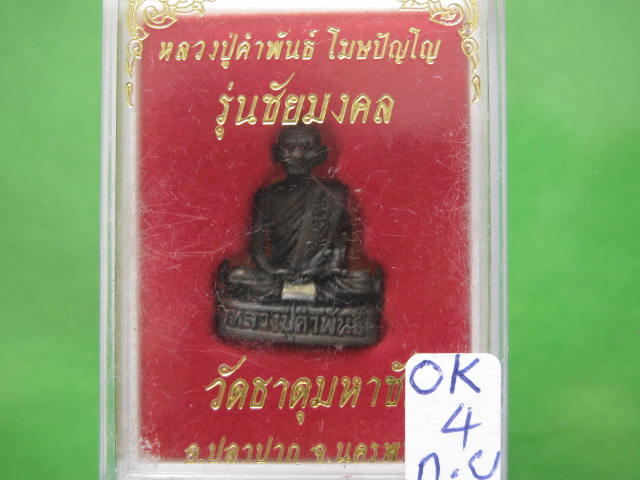 หลวงปู่คำพันธ์ โฆษปัญโญ
รุ่นชัยมงคล
หลวงปู่คำพันธ์
วัดธาตุมหาชั
อ.ปลาปาก จ.นครพ
OK
4
ก.ย